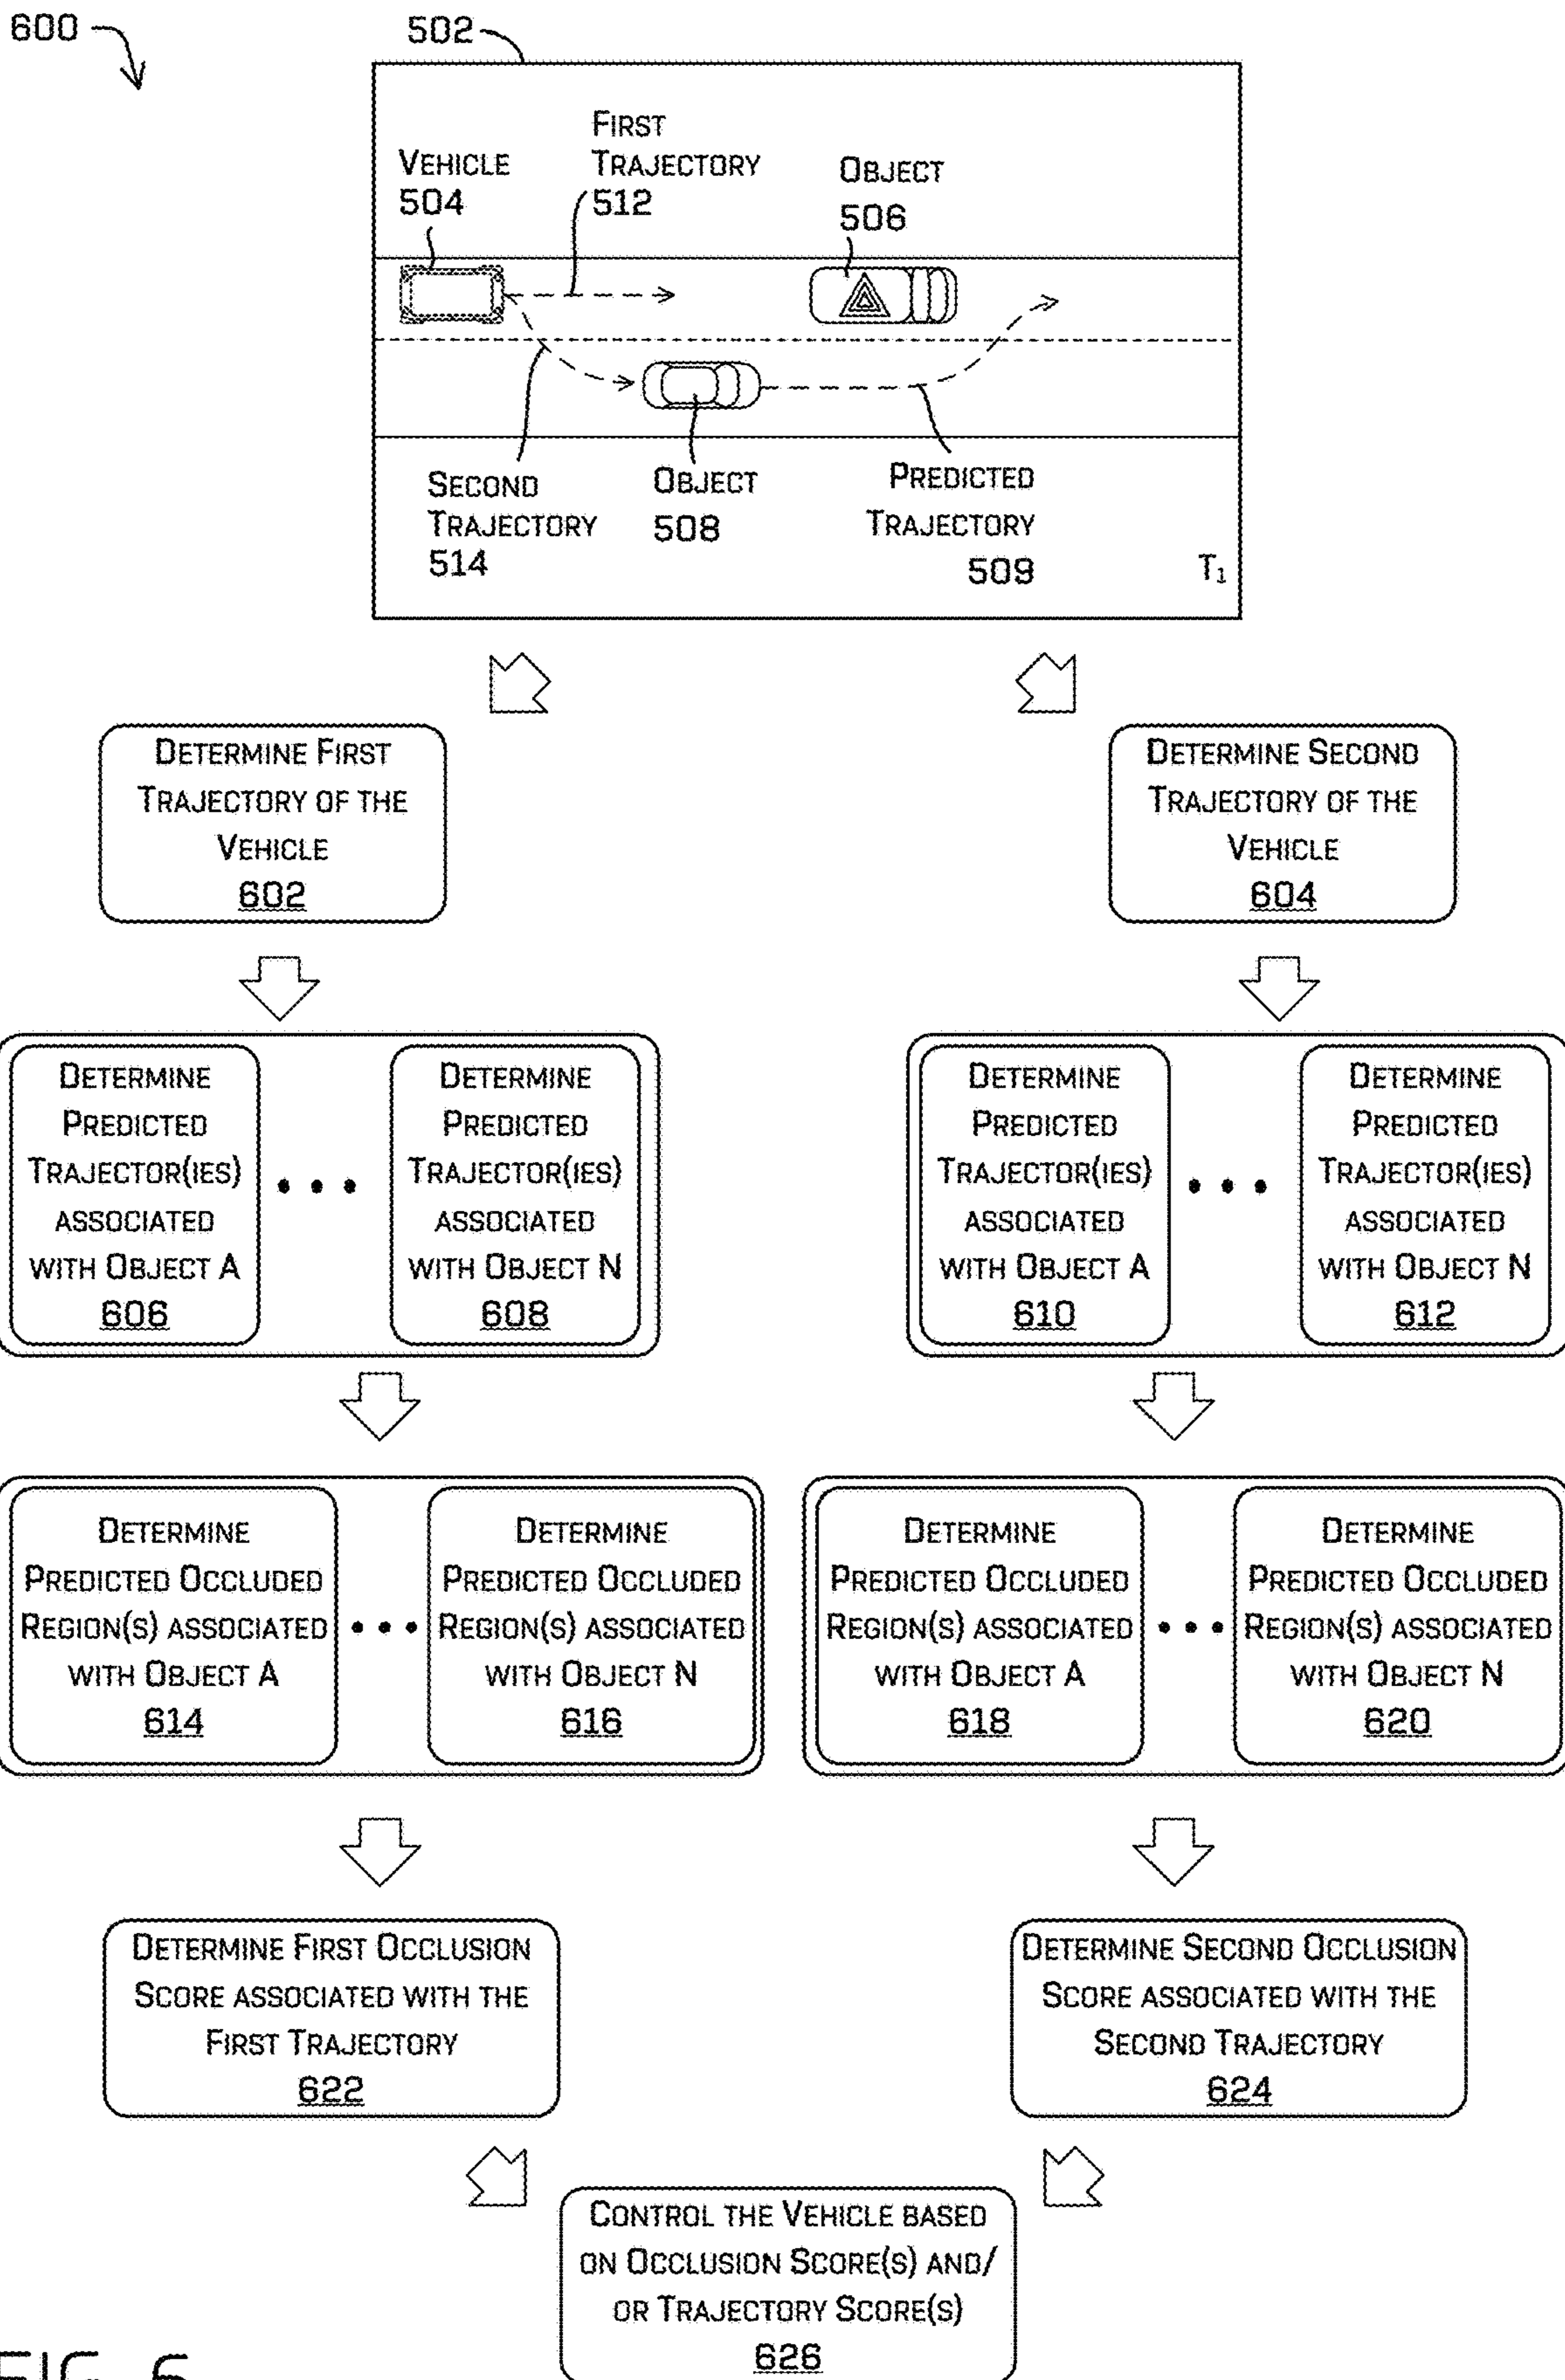 600
502
FIRST
TRAJECTORY
512
VEHICLE
504
OBJECT
506
SECOND
TRAJECTORY
514
OBJECT
508
PREDICTED
TRAJECTORY
509
T1
DETERMINE FIRST
TRAJECTORY OF THE
VEHICLE
602
DETERMINE SECOND
TRAJECTORY OF THE
VEHICLE
604
DETERMINE
PREDICTED
TRAJECTOR(IES)
ASSOCIATED
WITH OBJECT A
606
DETERMINE
PREDICTED
TRAJECTOR(IES)
ASSOCIATED
WITH OBJECT N
608
DETERMINE
PREDICTED
TRAJECTOR(IES)
ASSOCIATED
WITH OBJECT A
610
DETERMINE
PREDICTED
TRAJECTOR(IES)
ASSOCIATED
WITH OBJECT N
612
DETERMINE
PREDICTED OCCLUDED
REGION(S) ASSOCIATED
WITH OBJECT A
614
DETERMINE
PREDICTED OCCLUDED
REGION(S) ASSOCIATED
WITH OBJECT N
616
DETERMINE
PREDICTED OCCLUDED
REGION(S) ASSOCIATED
WITH OBJECT A
618
DETERMINE
PREDICTED OCCLUDED
REGION(S) ASSOCIATED
WITH OBJECT N
620
DETERMINE FIRST OCCLUSION
SCORE ASSOCIATED WITH THE
FIRST TRAJECTORY
622
DETERMINE SECOND OCCLUSION
SCORE ASSOCIATED WITH THE
SECOND TRAJECTORY
624
CONTROL THE VEHICLE BASED
ON OCCLUSION SCORE(S) AND/
OR TRAJECTORY SCORE(S)
626
FIG. 6